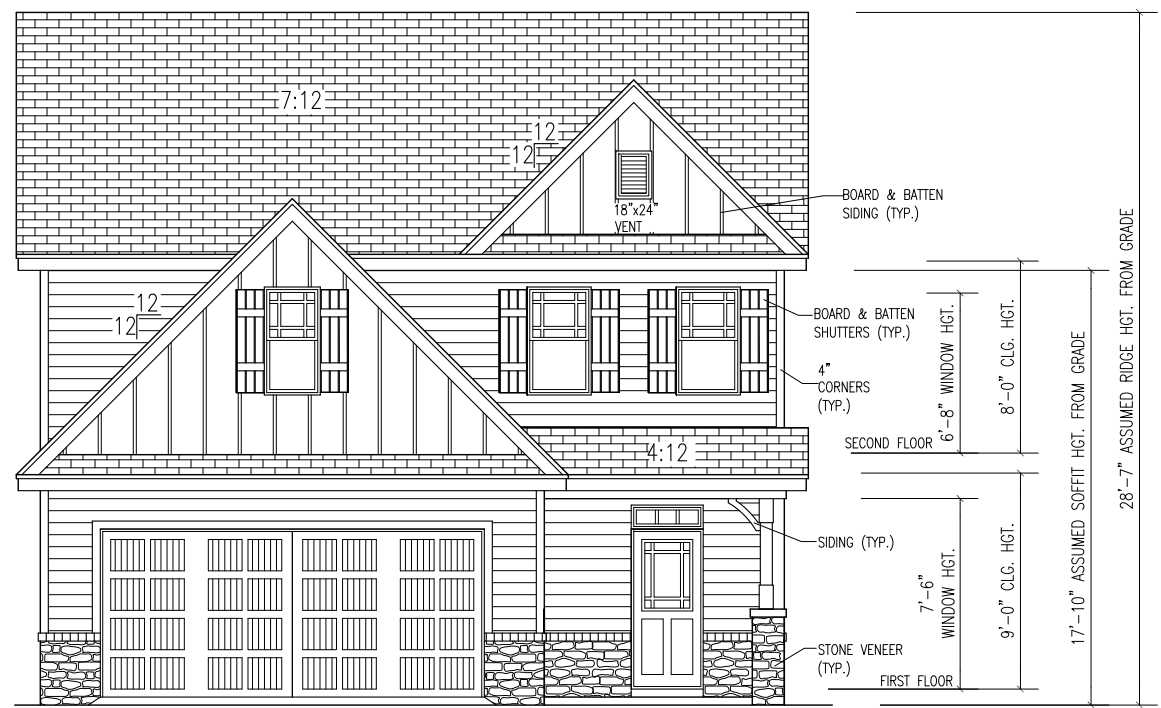 7:12
12
12
18"x24"
VENT
BOARD & BATTEN
SIDING (TYP.)
12
12
BOARD & BATTEN
SHUTTERS (TYP.)
4"
CORNERS
(TYP.)
SECOND FLOOR
4:12
SIDING (TYP.)
STONE VENEER
(TYP.)
FIRST FLOOR
6'-8" WINDOW HGT.
8'-0" CLG. HGT.
7'-6"
WINDOW HGT.
9'-0" CLG. HGT.
17'-10" ASSUMED SOFFIT HGT. FROM GRADE
28'-7" ASSUMED RIDGE HGT. FROM GRADE